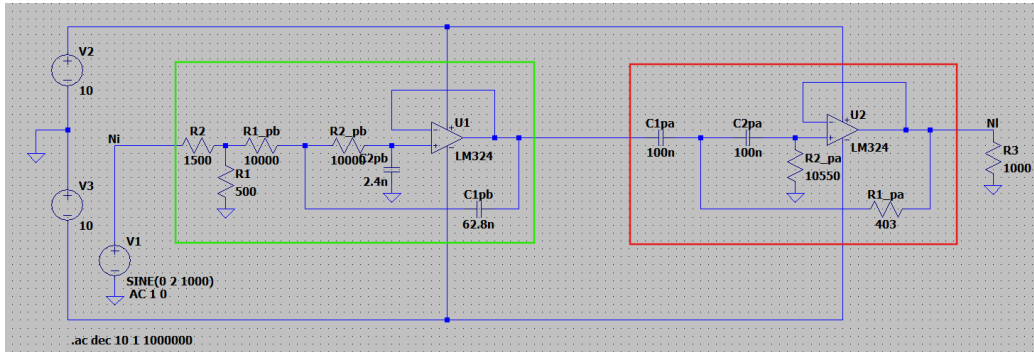 V2
10
V3
10
Ni
V1
SINE(0 2 1000)
AC 1 0
R2
1500
R1
500
R1_pb
10000
R2_pb
10000
C2pb
2.4n
U1
LM324
C1pb
62.8n
C1pa
100n
C2pa
100n
U2
LM324
R2_pa
10550
R1_pa
403
Nl
R3
1000
.ac dec 10 1 1000000